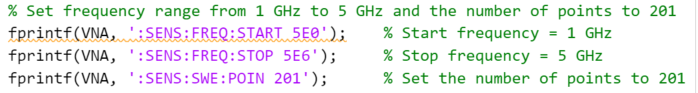 % Set frequency range from 1 GHz to 5 GHz and the number of points to 201
fprintf(VNA, ':SENS:FREQ:START 5E0');    % Start frequency = 1 GHz
fprintf(VNA, ':SENS:FREQ:STOP 5E6');    % Stop frequency = 5 GHz
fprintf(VNA, ':SENS:SWE:POIN 201');    % Set the number of points to 201